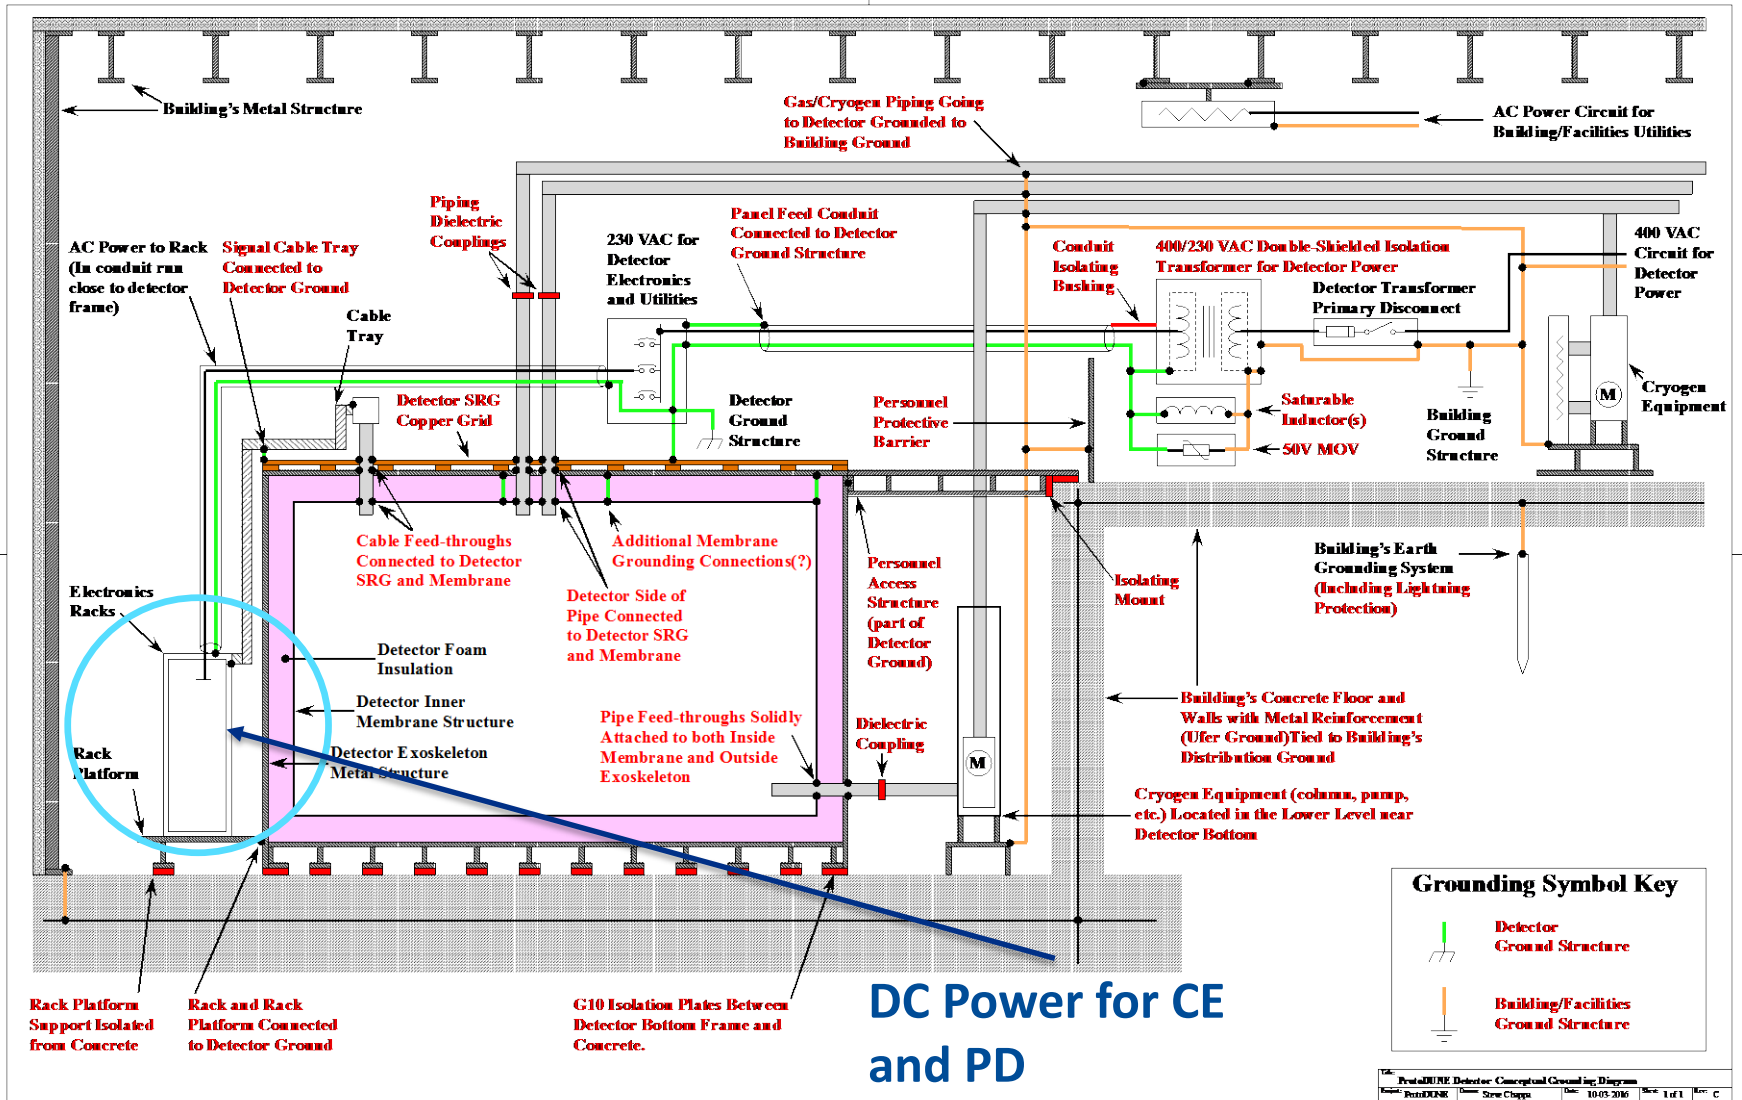 Building's Metal Structure
Gas/Cryogen Piping Going
to Detector Grounded to
Building Ground
AC Power Circuit for
Building/Facilities Utilities
Piping
Dielectric
Couplings
AC Power to Rack
(In conduit run
close to detector
frame)
Signal Cable Tray
Connected to
Detector Ground
Cable
Tray
230 VAC for
Detector
Electronics
and Utilities
Panel Feed Conduit
Connected to Detector
Ground Structure
Conduit
Isolating
Bushing
400/230 VAC Double-Shielded Isolation
Transformer for Detector Power
Detector Transformer
Primary Disconnect
400 VAC
Circuit for
Detector
Power
Detector SRG
Copper Grid
Detector
Ground
Structure
Personnel
Protective
Barrier
Saturable
Inductor(s)
50V MOV
Building
Ground
Structure
M
Cryogen
Equipment
Cable Feed-throughs
Connected to Detector
SRG and Membrane
Additional Membrane
Grounding Connections(?)
Detector Side of
Pipe Connected
to Detector SRG
and Membrane
Personnel
Access
Structure
(part of
Detector
Ground)
Isolating
Mount
Building's Earth
Grounding System
(Including Lightning
Protection)
Electronics
Racks
Detector Foam
Insulation
Detector Inner
Membrane Structure
Detector Exoskeleton
Metal Structure
Rack
Platform
Pipe Feed-throughs Solidly
Attached to both Inside
Membrane and Outside
Exoskeleton
Dielectric
Coupling
M
Building's Concrete Floor and
Walls with Metal Reinforcement
(Ufer Ground)Tied to Building's
Distribution Ground
Cryogen Equipment (column, pump,
etc.) Located in the Lower Level near
Detector Bottom
Rack Platform
Support Isolated
from Concrete
Rack and Rack
Platform Connected
to Detector Ground
G10 Isolation Plates Between
Detector Bottom Frame and
Concrete.
DC Power for CE
and PD
Grounding Symbol Key
Detector
Ground Structure
Building/Facilities
Ground Structure
Title:
ProtoDUNE Detector Conceptual Grounding Diagram
ProtoDUNE Steve Chappa Date: 10-03-2016 1 of 1 Rev: C